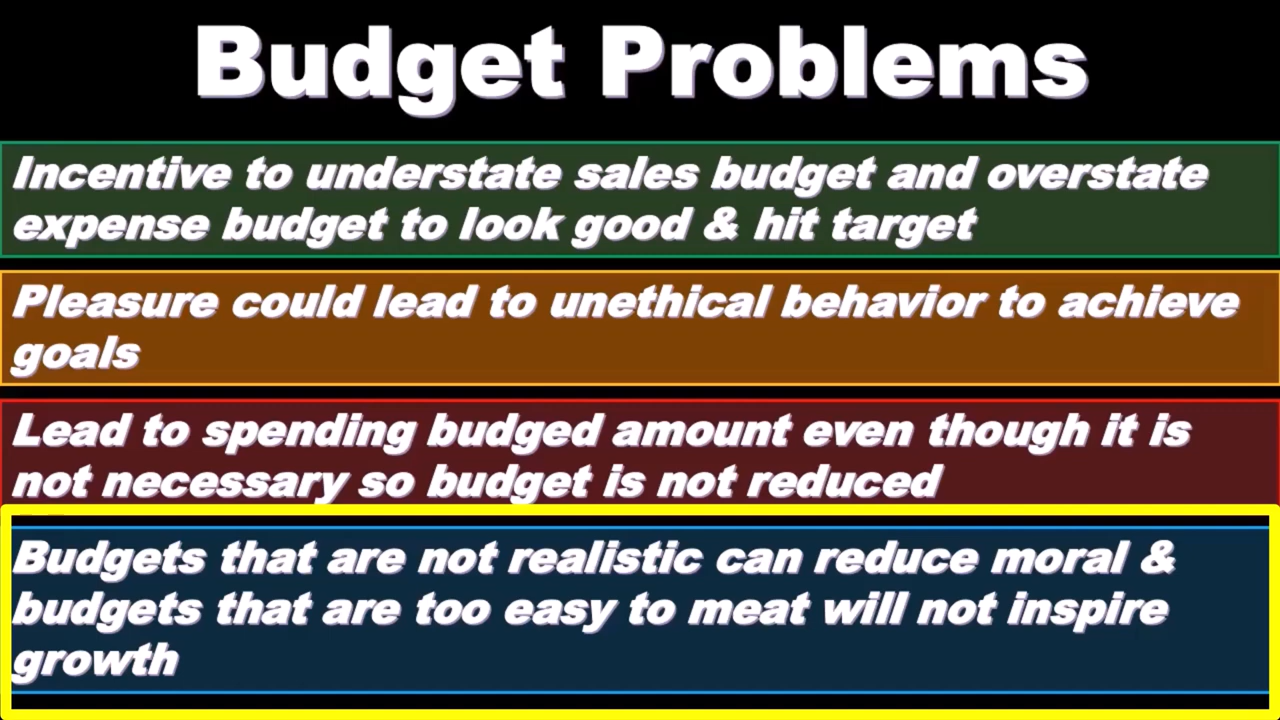 Budget Problems
Incentive to understate sales budget and overstate
expense budget to look good & hit target
Pleasure could lead to unethical behavior to achieve
goals
Lead to spending budged amount even though it is
not necessary so budget is not reduced
Budgets that are not realistic can reduce moral &
budgets that are too easy to meat will not inspire
growth